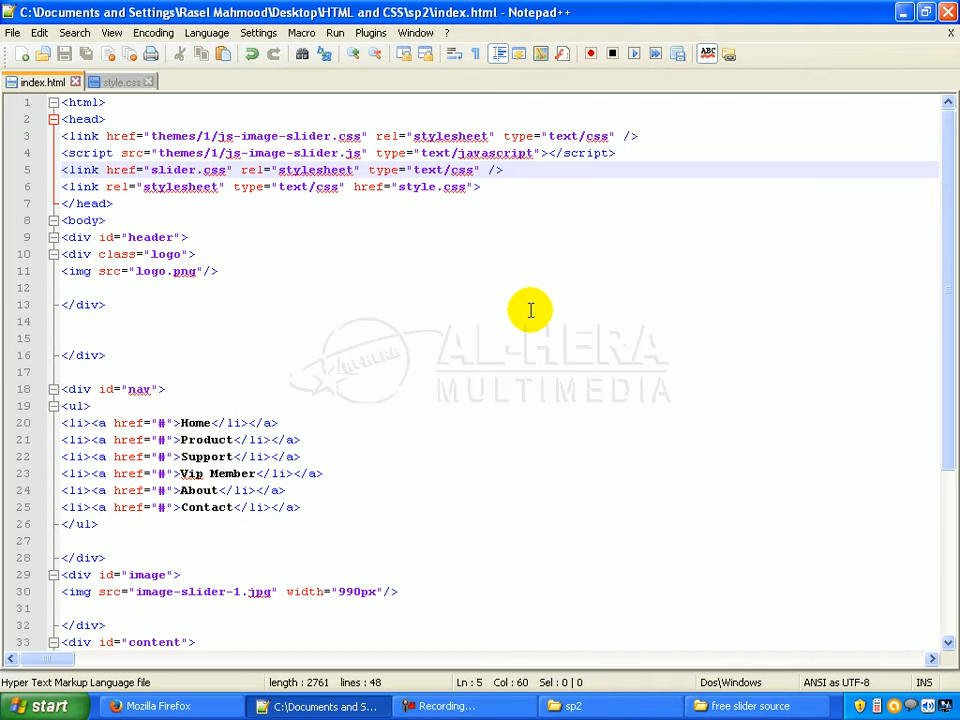 C:\Documents and Settings\Rasel Mahmood\Desktop\HTML and CSS\sp2\index.html - Notepad++
File Edit Search View Encoding Language Settings Macro Run Plugins Window ? X
index.html style.css
1 <html>
2 <head>
3 <link href="themes/1/js-image-slider.css" rel="stylesheet" type="text/css" />
4 <script src="themes/1/js-image-slider.js" type="text/javascript"></script>
5 <link href="slider.css" rel="stylesheet" type="text/css" />
6 <link rel="stylesheet" type="text/css" href="style.css">
7 </head>
8 <body>
9 <div id="header">
10 <div class="logo">
11 <img src="logo.png"/>
12
13 </div>
14
15
16 </div>
17
18 <div id="nav">
19 <ul>
20 <li><a href="#">Home</li></a>
21 <li><a href="#">Product</li></a>
22 <li><a href="#">Support</li></a>
23 <li><a href="#">Vip Member</li></a>
24 <li><a href="#">About</li></a>
25 <li><a href="#">Contact</li></a>
26 </ul>
27
28 </div>
29 <div id="image">
30 <img src="image-slider-1.jpg" width="990px"/>
31
32 </div>
33 <div id="content">
AL-HERA
AL-HERA
MULTIMEDIA
Hyper Text Markup Language file length : 2761 lines : 48 Ln : 5 Col : 60 Sel : 0 | 0 Dos\Windows ANSI as UTF-8 INS
start Mozilla Firefox C:\Documents and S... Recording... sp2 free slider source